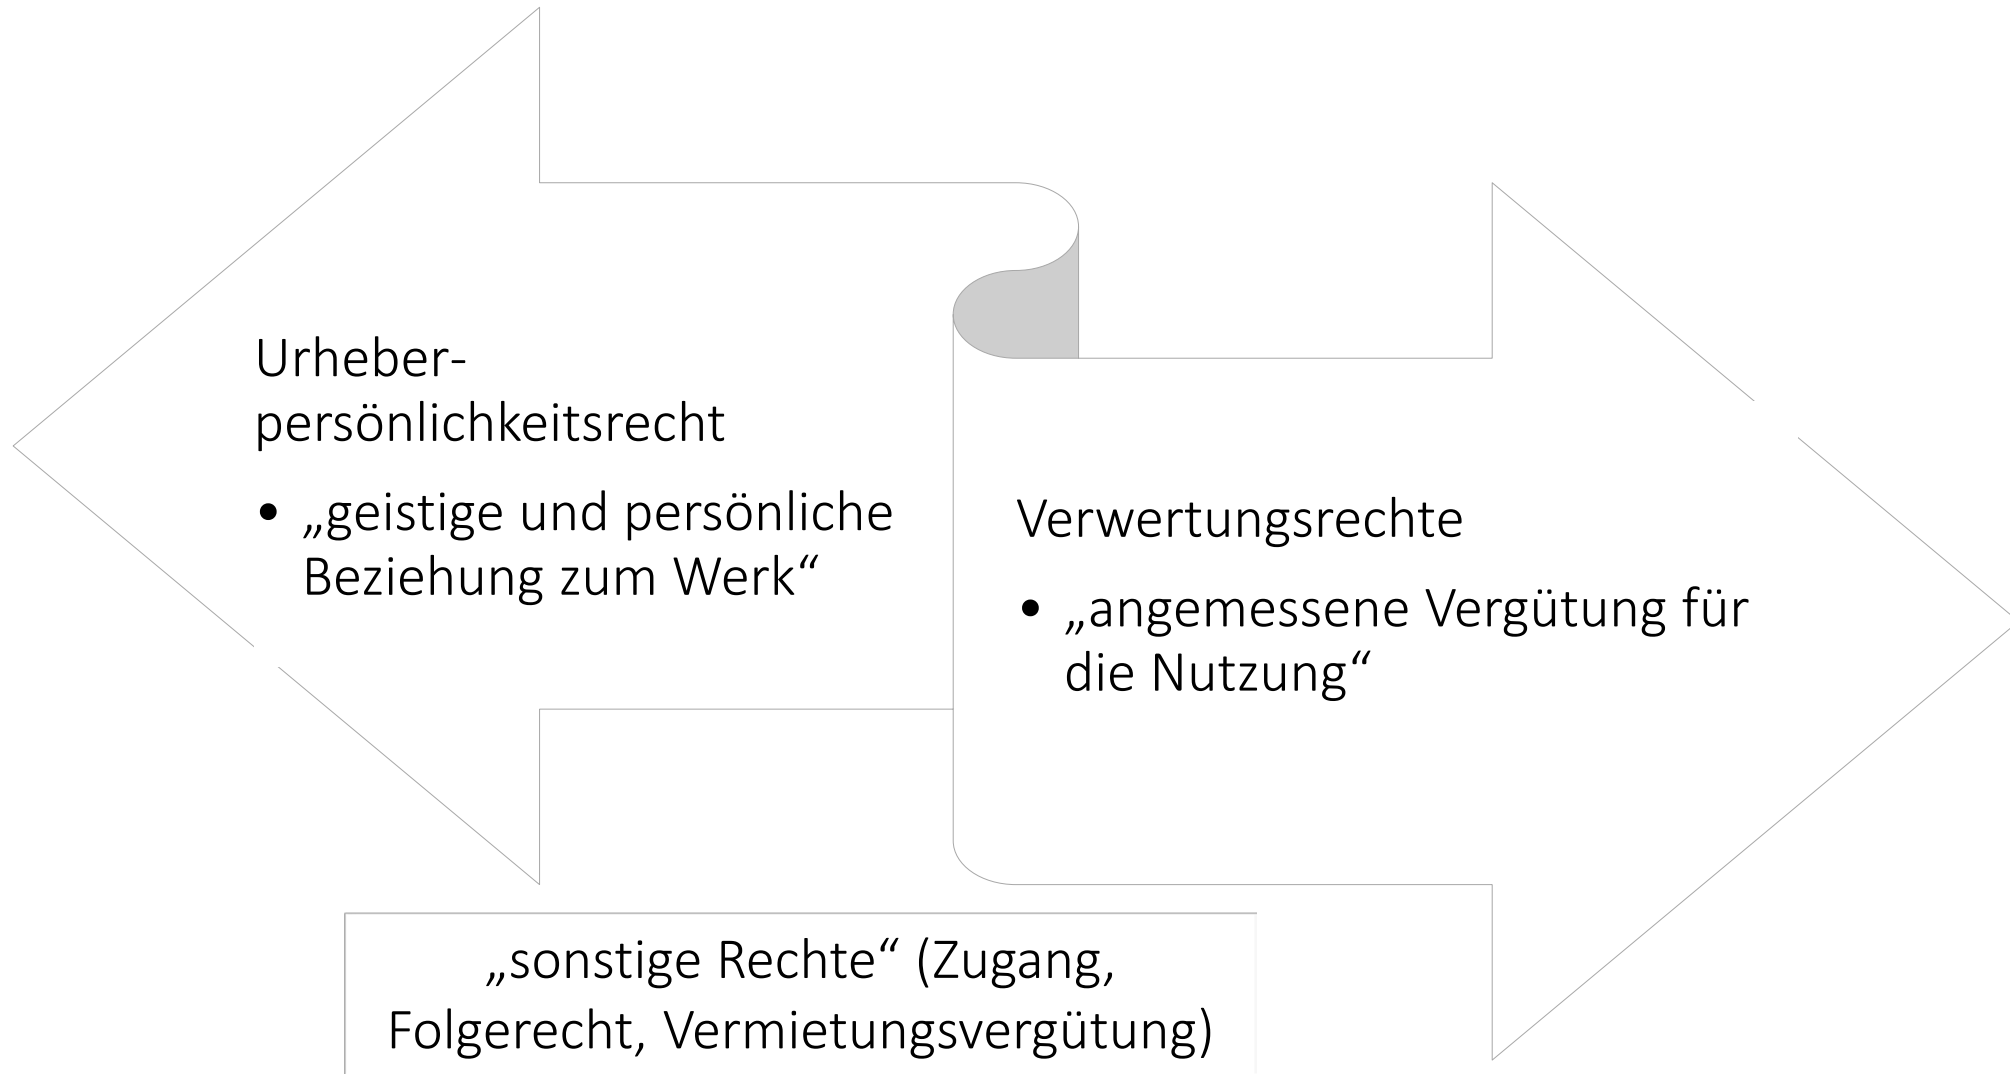 Urheber-
persönlichkeitsrecht
• „geistige und persönliche
Beziehung zum Werk“
Verwertungsrechte
• „angemessene Vergütung für
die Nutzung“
„sonstige Rechte“ (Zugang,
Folgerecht, Vermietungsvergütung)